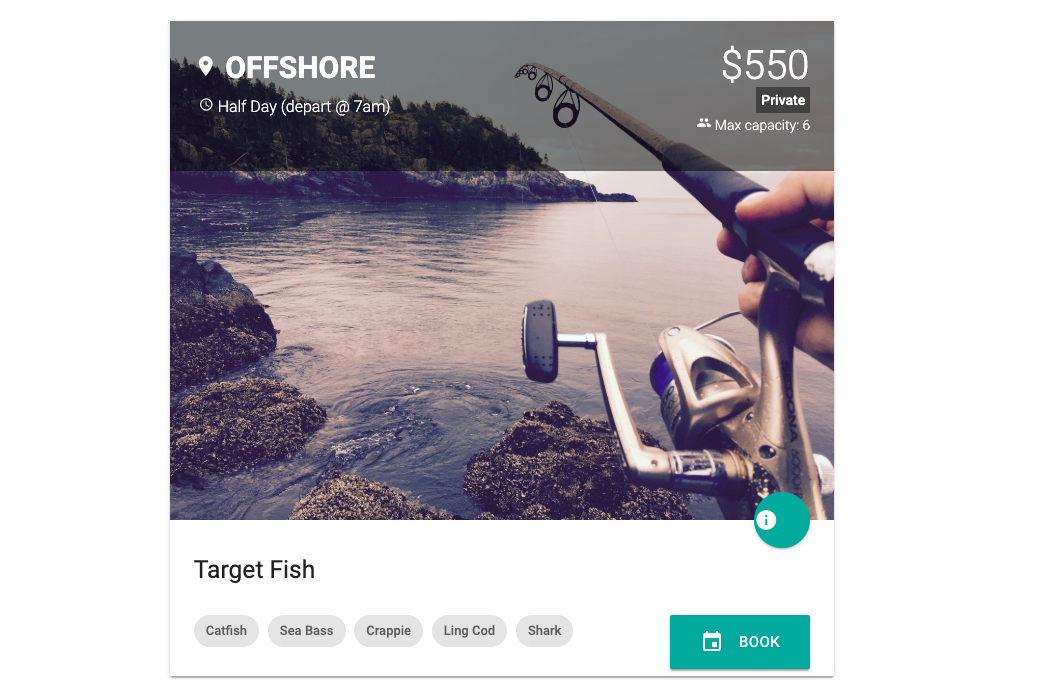 OFFSHORE
$550
Half Day (depart @ 7am)
Private
Max capacity: 6
Target Fish
Catfish
Sea Bass
Crappie
Ling Cod
Shark
BOOK